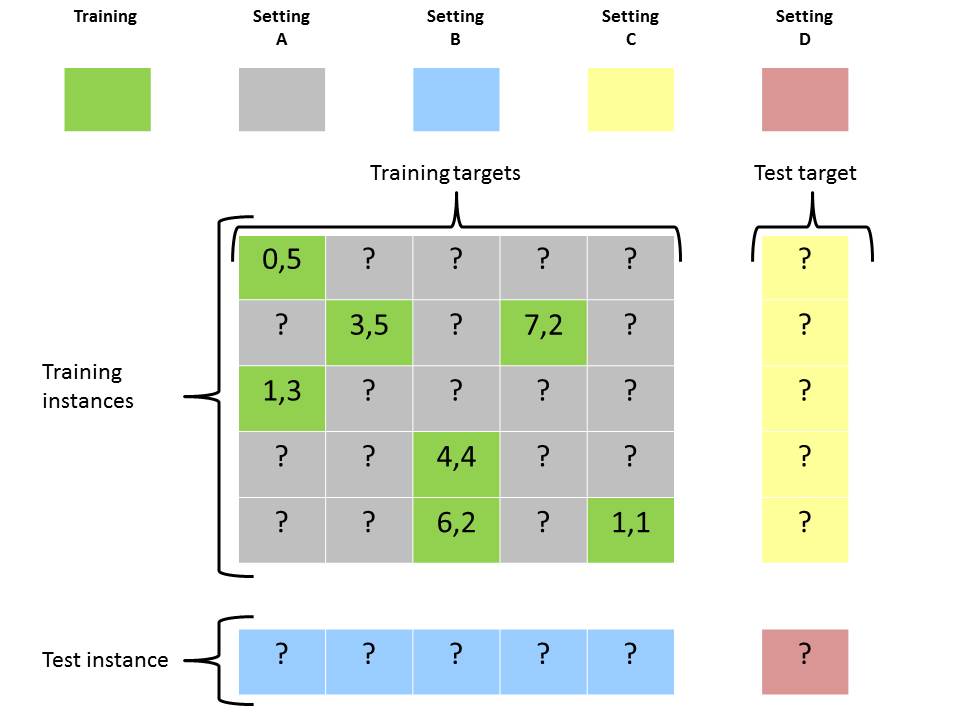 Training Setting Setting Setting Setting
A B C D
Training targets Test target
0,5 ? ? ? ? ?
? 3,5 ? 7,2 ? ?
Training
instances
1,3 ? ? ? ? ?
? ? 4,4 ? ? ?
? ? 6,2 ? 1,1 ?
Test instance ? ? ? ? ? ?